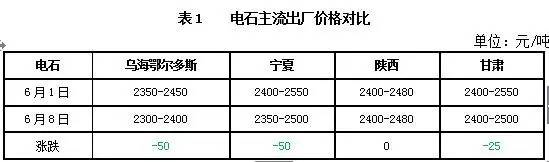 表1 电石主流出厂价格对比
单位：元/吨
电石 乌海鄂尔多斯 宁夏 陕西 甘肃
6月1日 2350-2450 2400-2550 2400-2480 2400-2550
6月8日 2300-2400 2350-2500 2400-2480 2400-2500
涨跌 -50 -50 0 -25